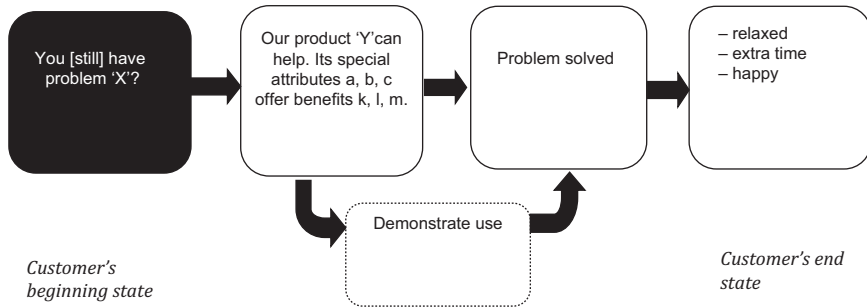 You [still] have
problem ‘X’?
Our product ‘Y’can
help. Its special
attributes a, b, c
offer benefits k, l, m.
Problem solved
– relaxed
– extra time
– happy
Demonstrate use
Customer’s
beginning state
Customer’s end
state